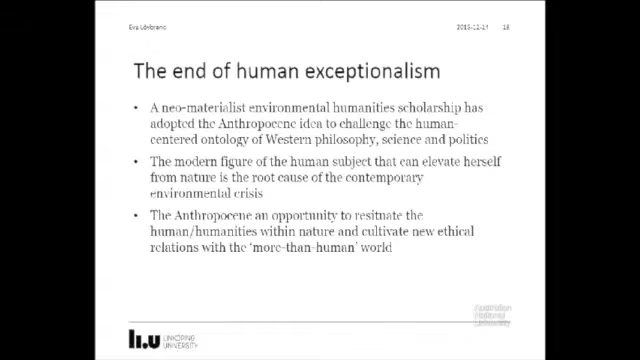 Eva Lövbrand
2015-12-14
18
The end of human exceptionalism
• A neo-materialist environmental humanities scholarship has
adopted the Anthropocene idea to challenge the human-
centered ontology of Western philosophy, science and politics
• The modern figure of the human subject that can elevate herself
from nature is the root cause of the contemporary
environmental crisis
• The Anthropocene an opportunity to resituate the
human/humanities within nature and cultivate new ethical
relations with the 'more-than-human' world
Australian
National
University
li.u LINKÖPING
UNIVERSITY